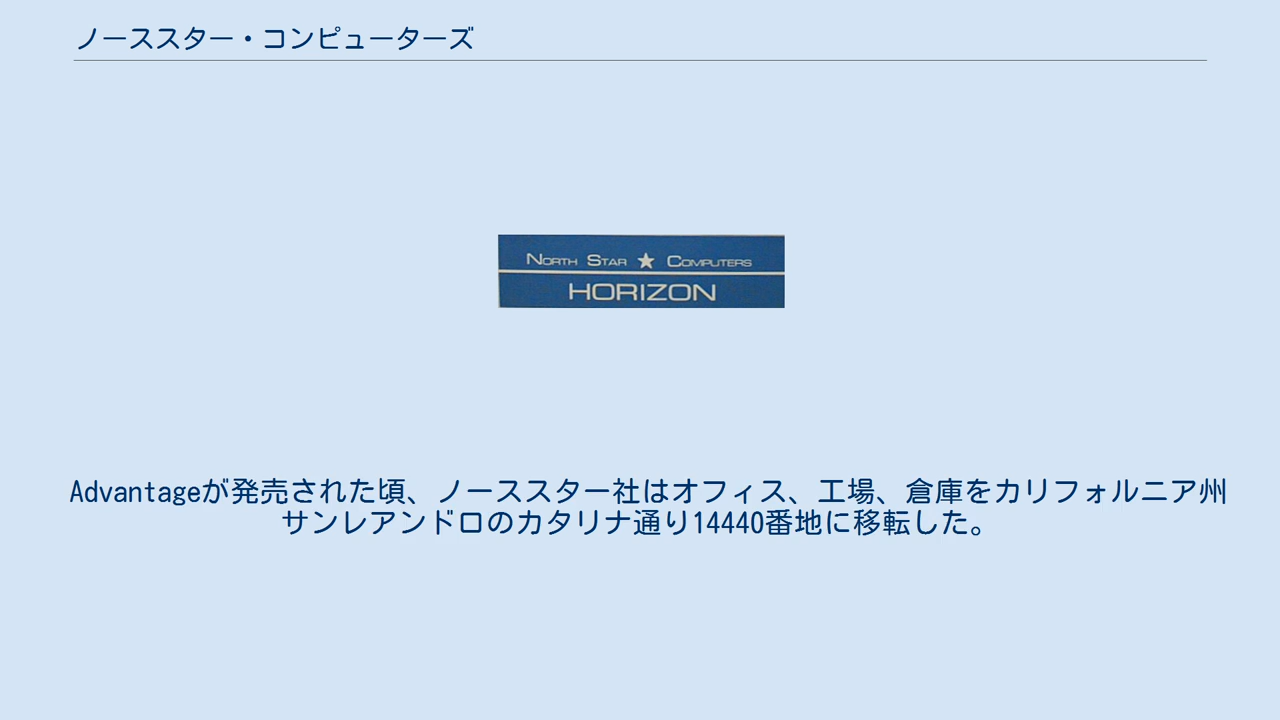 ノーススター・コンピューターズ
NORTH STAR ★ COMPUTERS
HORIZON
Advantageが発売された頃、ノーススター社はオフィス、工場、倉庫をカリフォルニア州
サンレアンドロのカタリナ通り14440番地に移転した。